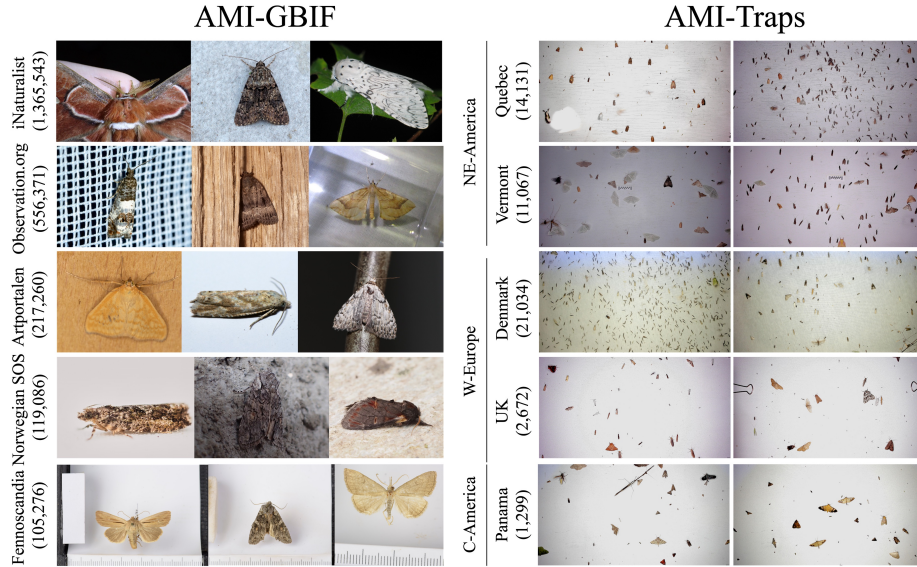 AMI-GBIF
AMI-Traps
iNaturalist
(1,365,543)
Observation.org
(556,371)
Artportalen
(217,260)
Norwegian SOS
(119,086)
Fennoscandia
(105,276)
NE-America
Quebec
(14,131)
Vermont
(11,067)
W-Europe
Denmark
(21,034)
UK
(2,672)
C-America
Panama
(1,299)